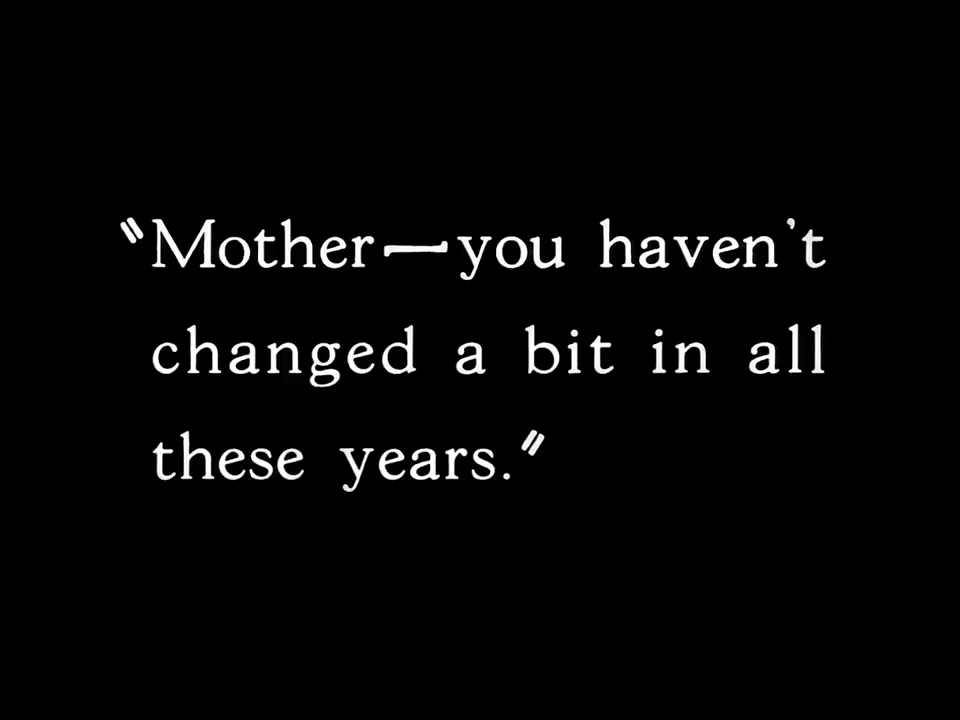 "Mother—you haven't
changed a bit in all
these years."